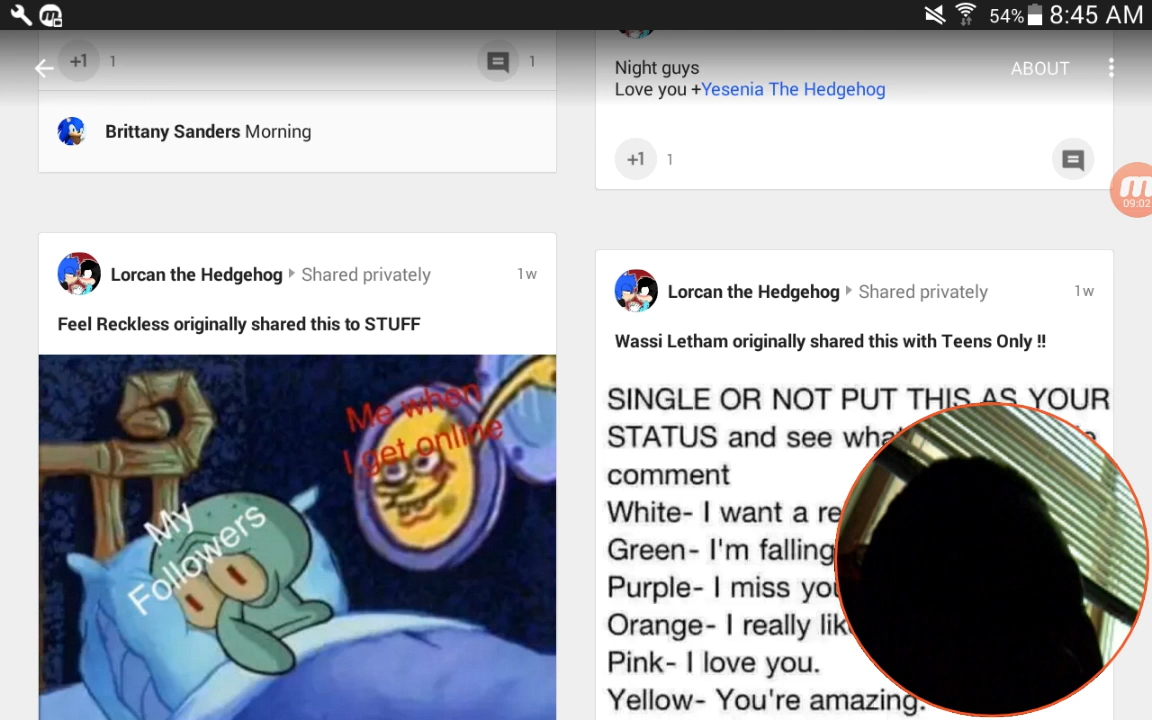 54% 8:45 AM
+1 1 1
Brittany Sanders Morning
Lorcan the Hedgehog Shared privately 1w
Feel Reckless originally shared this to STUFF
Me when
I get online
My
Followers
Night guys
Love you +Yesenia The Hedgehog
ABOUT
+1 1
09:02
Lorcan the Hedgehog Shared privately 1w
Wassi Letham originally shared this with Teens Only !!
SINGLE OR NOT PUT THIS AS YOUR
STATUS and see
comment
White- I want a
Green- I'm falling
Purple- I miss
Orange- I really
Pink- I love you.
Yellow- You're amazing.